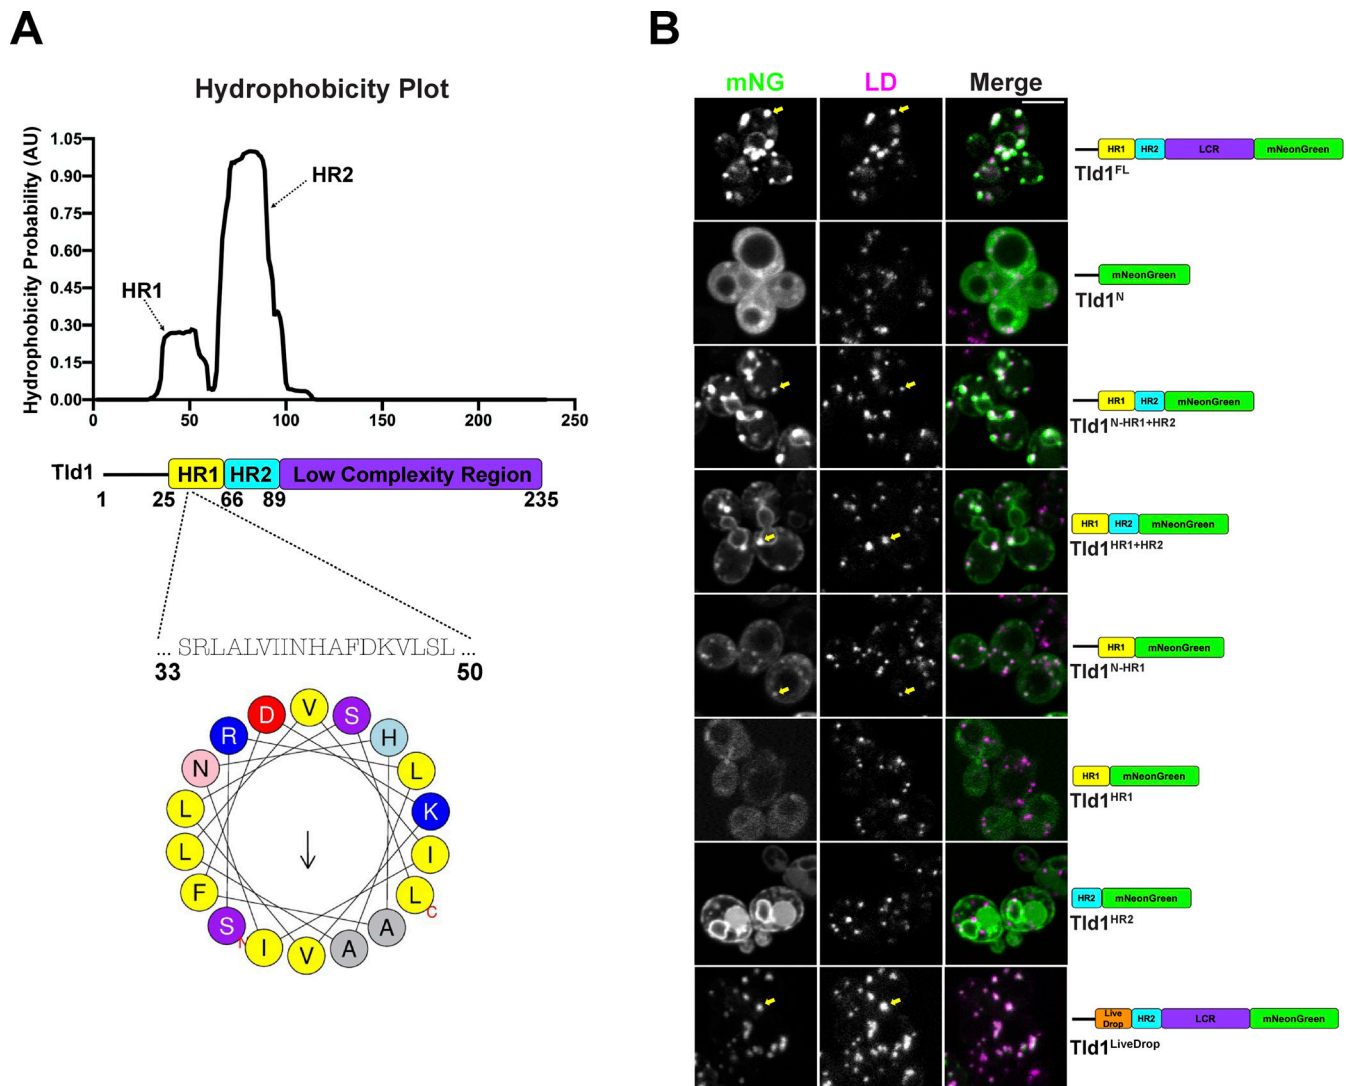 A
Hydrophobicity Plot
Hydrophobicity Probability (AU)
1.05
0.90
0.75
0.60
0.45
0.30
0.15
0.00
HR1
HR2
0 50 100 150 200 250
Tld1 HR1 HR2 Low Complexity Region
1 25 66 89 235
... SRLALVIINHAFDKVLSL ...
33 50
D V S
R H
N L
L K
L I
F L
S A
I V A
N
C
B
mNG LD Merge
HR1 HR2 LCR mNeonGreen
Tld1FL
mNeonGreen
Tld1N
HR1 HR2 mNeonGreen
Tld1N-HR1+HR2
HR1 HR2 mNeonGreen
Tld1HR1+HR2
HR1 mNeonGreen
Tld1N-HR1
HR1 mNeonGreen
Tld1HR1
HR2 mNeonGreen
Tld1HR2
Live Drop HR2 LCR mNeonGreen
Tld1LiveDrop